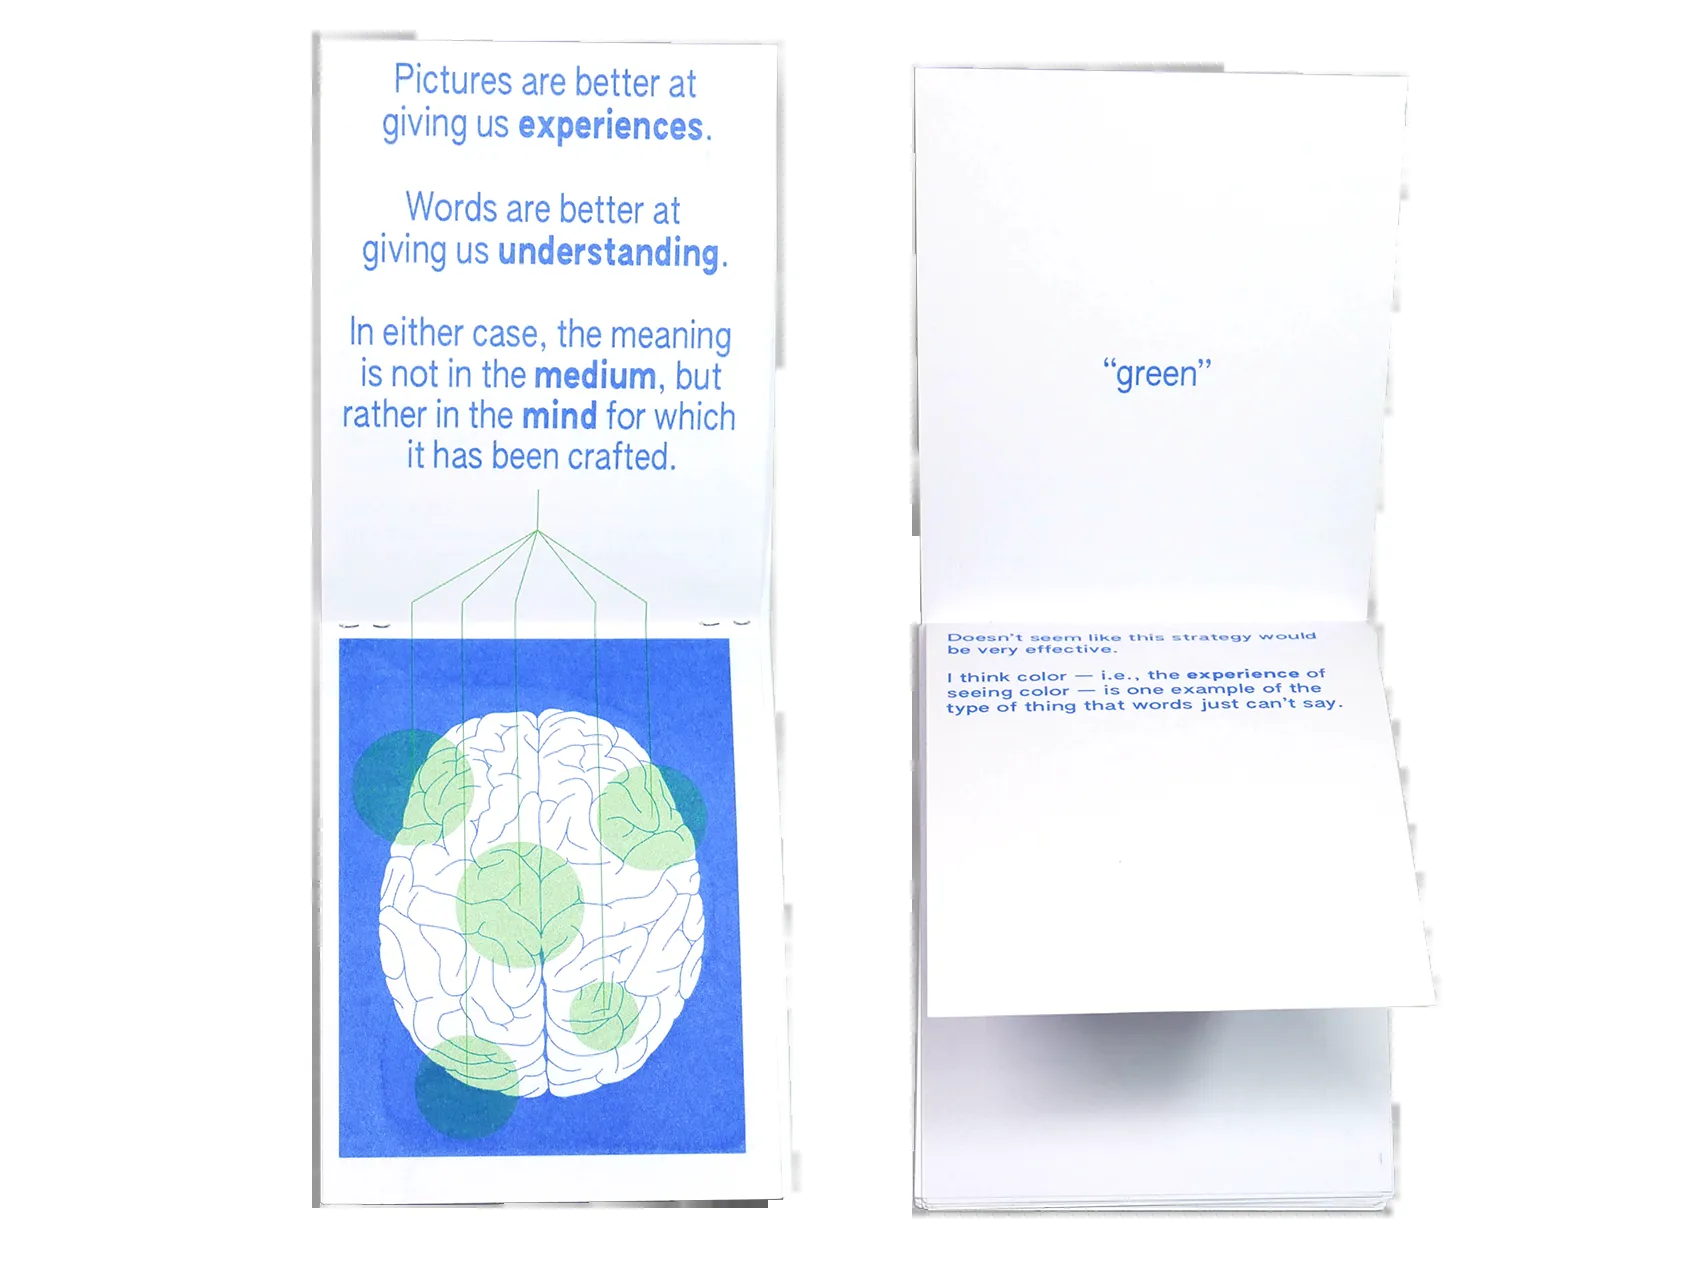 Pictures are better at
giving us experiences.
Words are better at
giving us understanding.
In either case, the meaning
is not in the medium, but
rather in the mind for which
it has been crafted.
“green”
Doesn't seem like this strategy would
be very effective.
I think color — i.e., the experience of
seeing color — is one example of the
type of thing that words just can't say.